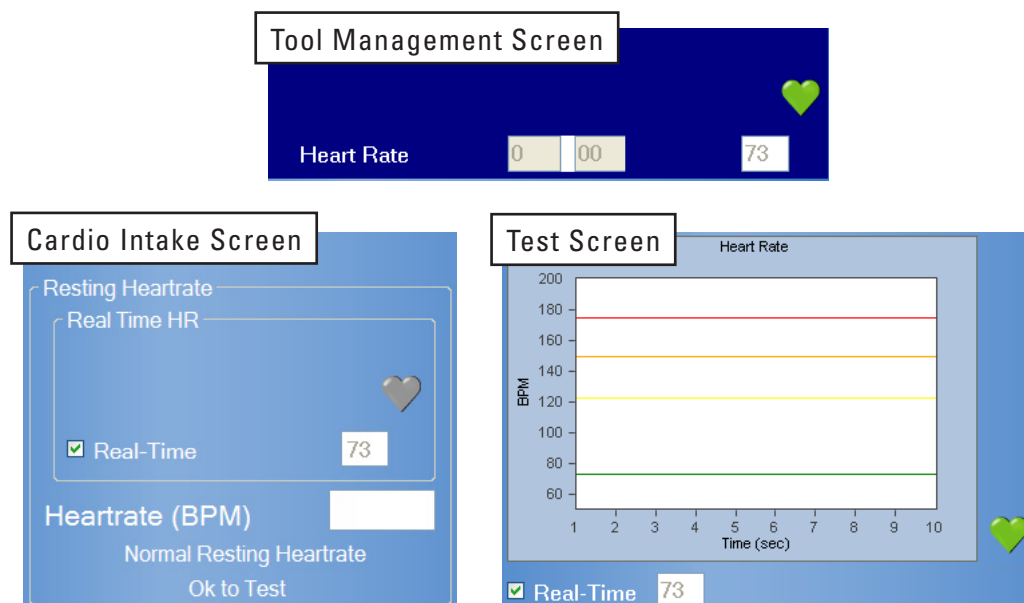 Tool Management Screen
Heart Rate 0 00 73
Cardio Intake Screen
Resting Heartrate
Real Time HR
Real-Time 73
Heartrate (BPM)
Normal Resting Heartrate
Ok to Test
Test Screen
Heart Rate
200
180
160
140
120
100
80
60
BPM
1 2 3 4 5 6 7 8 9 10
Time (sec)
Real-Time 73